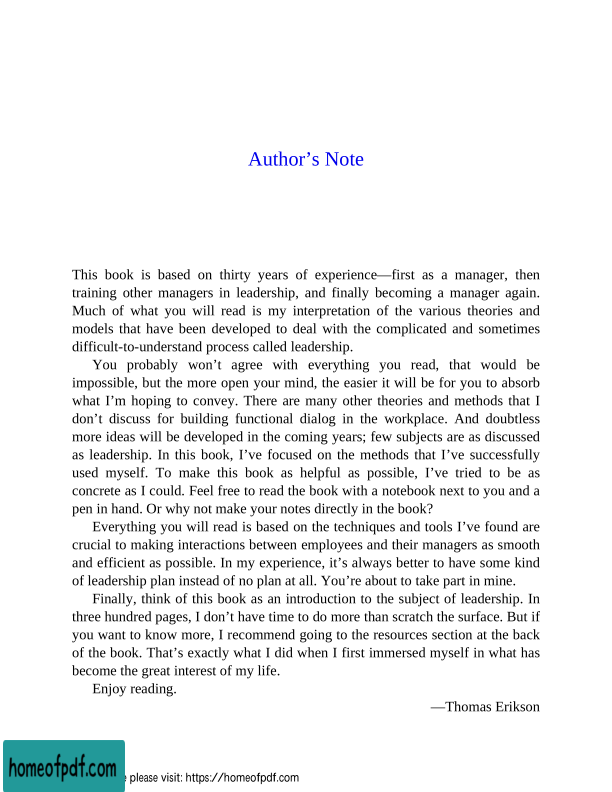 Author’s Note
This book is based on thirty years of experience—first as a manager, then
training other managers in leadership, and finally becoming a manager again.
Much of what you will read is my interpretation of the various theories and
models that have been developed to deal with the complicated and sometimes
difficult-to-understand process called leadership.
You probably won’t agree with everything you read, that would be
impossible, but the more open your mind, the easier it will be for you to absorb
what I’m hoping to convey. There are many other theories and methods that I
don’t discuss for building functional dialog in the workplace. And doubtless
more ideas will be developed in the coming years; few subjects are as discussed
as leadership. In this book, I’ve focused on the methods that I’ve successfully
used myself. To make this book as helpful as possible, I’ve tried to be as
concrete as I could. Feel free to read the book with a notebook next to you and a
pen in hand. Or why not make your notes directly in the book?
Everything you will read is based on the techniques and tools I’ve found are
crucial to making interactions between employees and their managers as smooth
and efficient as possible. In my experience, it’s always better to have some kind
of leadership plan instead of no plan at all. You’re about to take part in mine.
Finally, think of this book as an introduction to the subject of leadership. In
three hundred pages, I don’t have time to do more than scratch the surface. But if
you want to know more, I recommend going to the resources section at the back
of the book. That’s exactly what I did when I first immersed myself in what has
become the great interest of my life.
Enjoy reading.
—Thomas Erikson
homeofpdf.com
please visit: https://homeofpdf.com